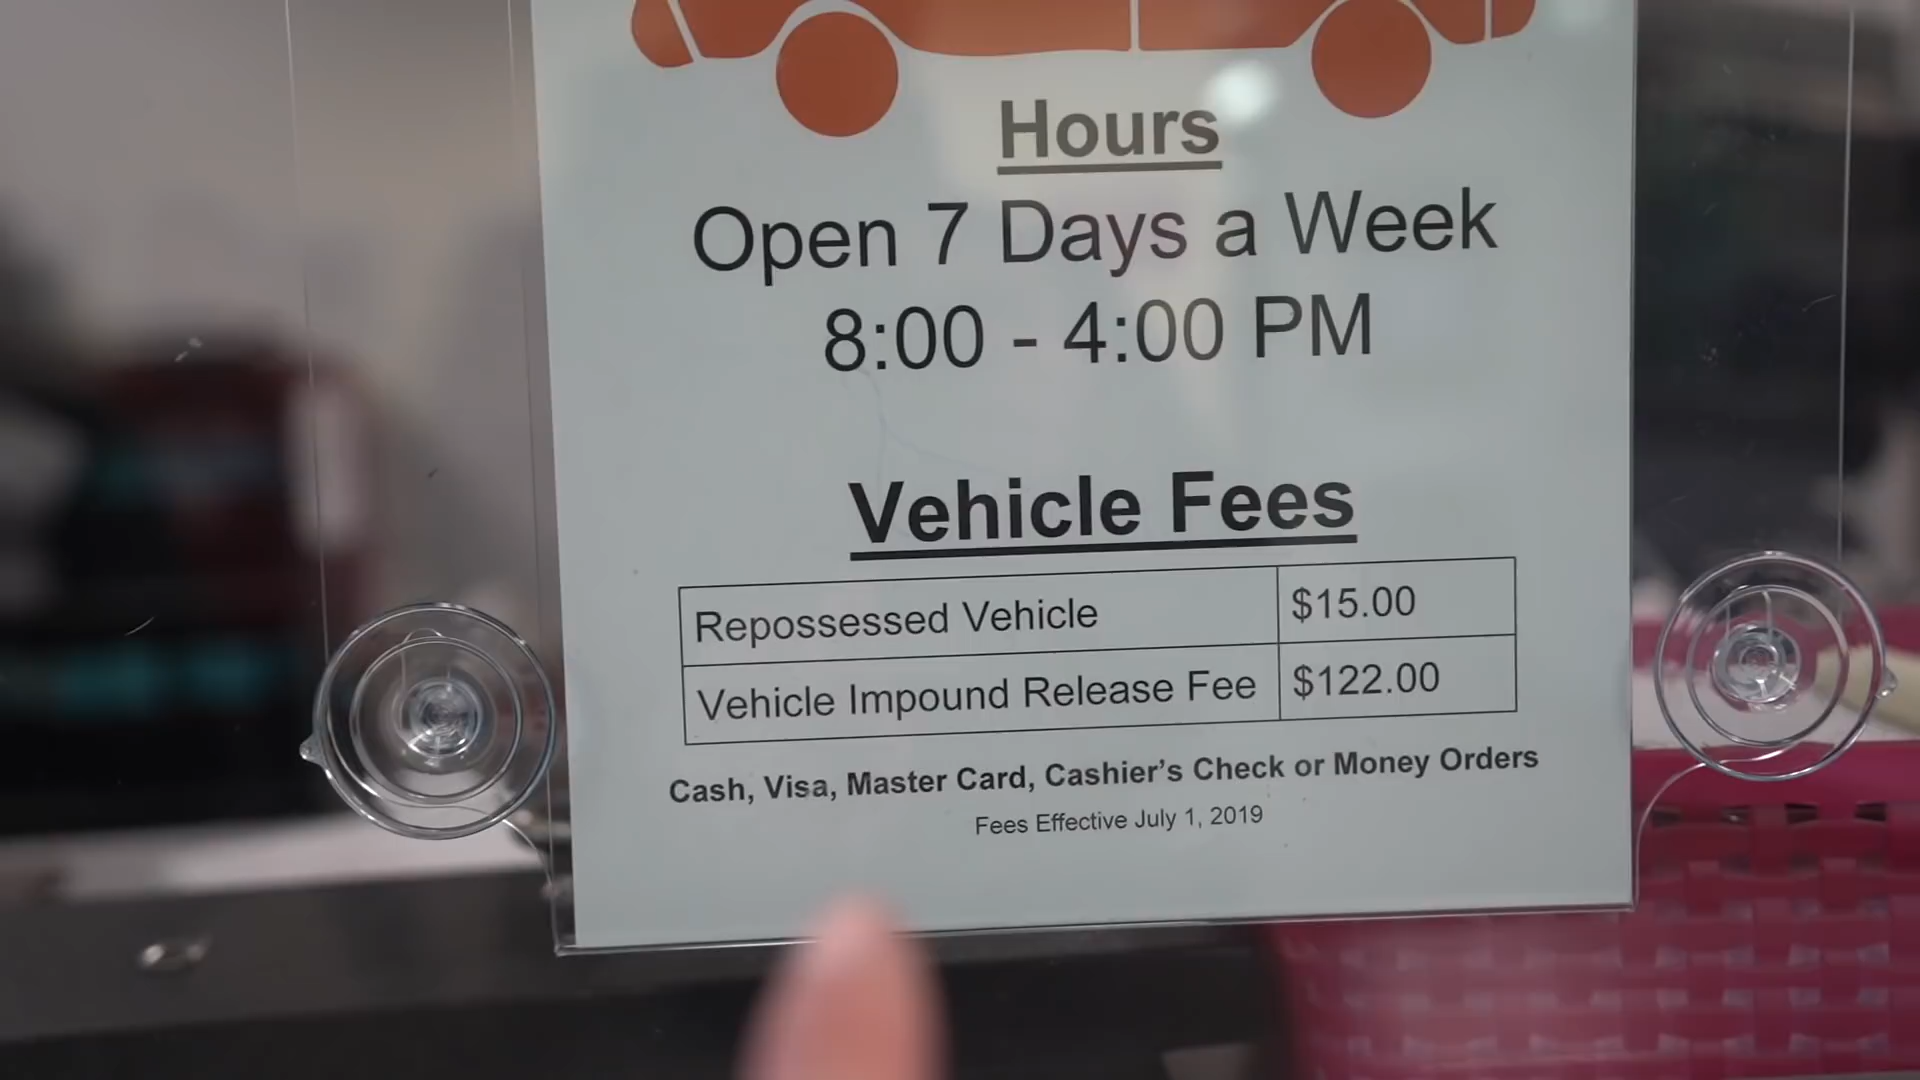 Hours
Open 7 Days a Week
8:00 - 4:00 PM
Vehicle Fees
Repossessed Vehicle $15.00
Vehicle Impound Release Fee $122.00
Cash, Visa, Master Card, Cashier's Check or Money Orders
Fees Effective July 1, 2019